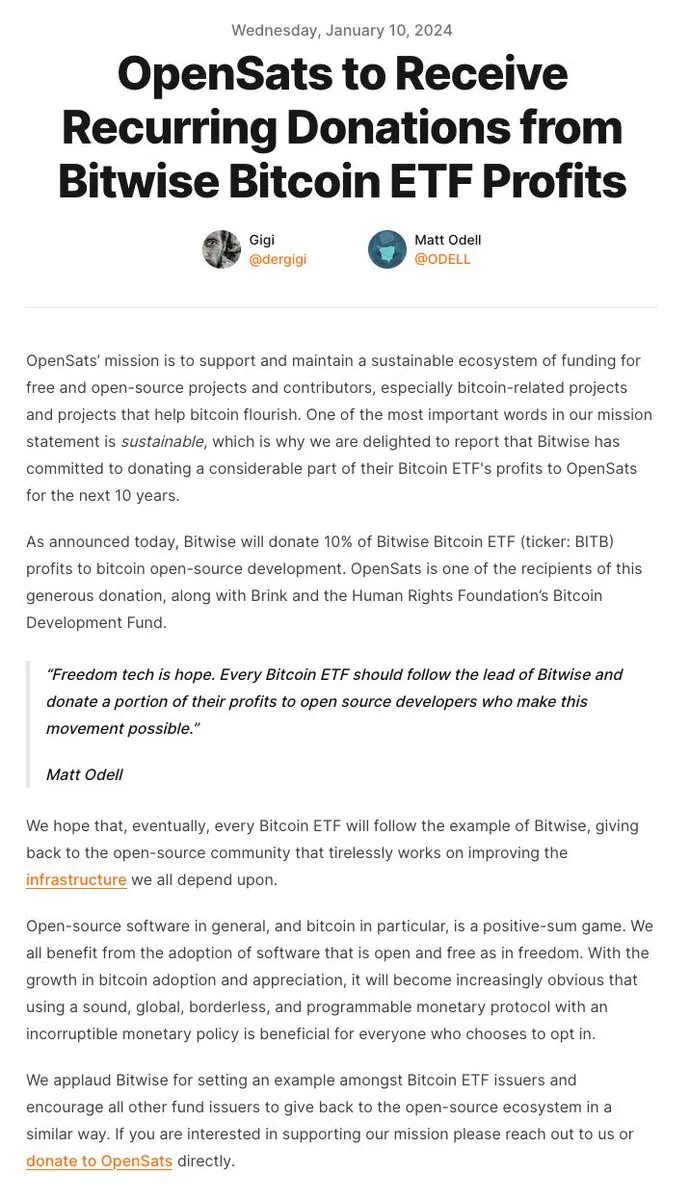 Wednesday, January 10, 2024
OpenSats to Receive
Recurring Donations from
Bitwise Bitcoin ETF Profits
Gigi
@dergigi
Matt Odell
@ODELL
OpenSats’ mission is to support and maintain a sustainable ecosystem of funding for
free and open-source projects and contributors, especially bitcoin-related projects
and projects that help bitcoin flourish. One of the most important words in our mission
statement is sustainable, which is why we are delighted to report that Bitwise has
committed to donating a considerable part of their Bitcoin ETF's profits to OpenSats
for the next 10 years.
As announced today, Bitwise will donate 10% of Bitwise Bitcoin ETF (ticker: BITB)
profits to bitcoin open-source development. OpenSats is one of the recipients of this
generous donation, along with Brink and the Human Rights Foundation’s Bitcoin
Development Fund.
“Freedom tech is hope. Every Bitcoin ETF should follow the lead of Bitwise and
donate a portion of their profits to open source developers who make this
movement possible.”
Matt Odell
We hope that, eventually, every Bitcoin ETF will follow the example of Bitwise, giving
back to the open-source community that tirelessly works on improving the
infrastructure we all depend upon.
Open-source software in general, and bitcoin in particular, is a positive-sum game. We
all benefit from the adoption of software that is open and free as in freedom. With the
growth in bitcoin adoption and appreciation, it will become increasingly obvious that
using a sound, global, borderless, and programmable monetary protocol with an
incorruptible monetary policy is beneficial for everyone who chooses to opt in.
We applaud Bitwise for setting an example amongst Bitcoin ETF issuers and
encourage all other fund issuers to give back to the open-source ecosystem in a
similar way. If you are interested in supporting our mission please reach out to us or
donate to OpenSats directly.